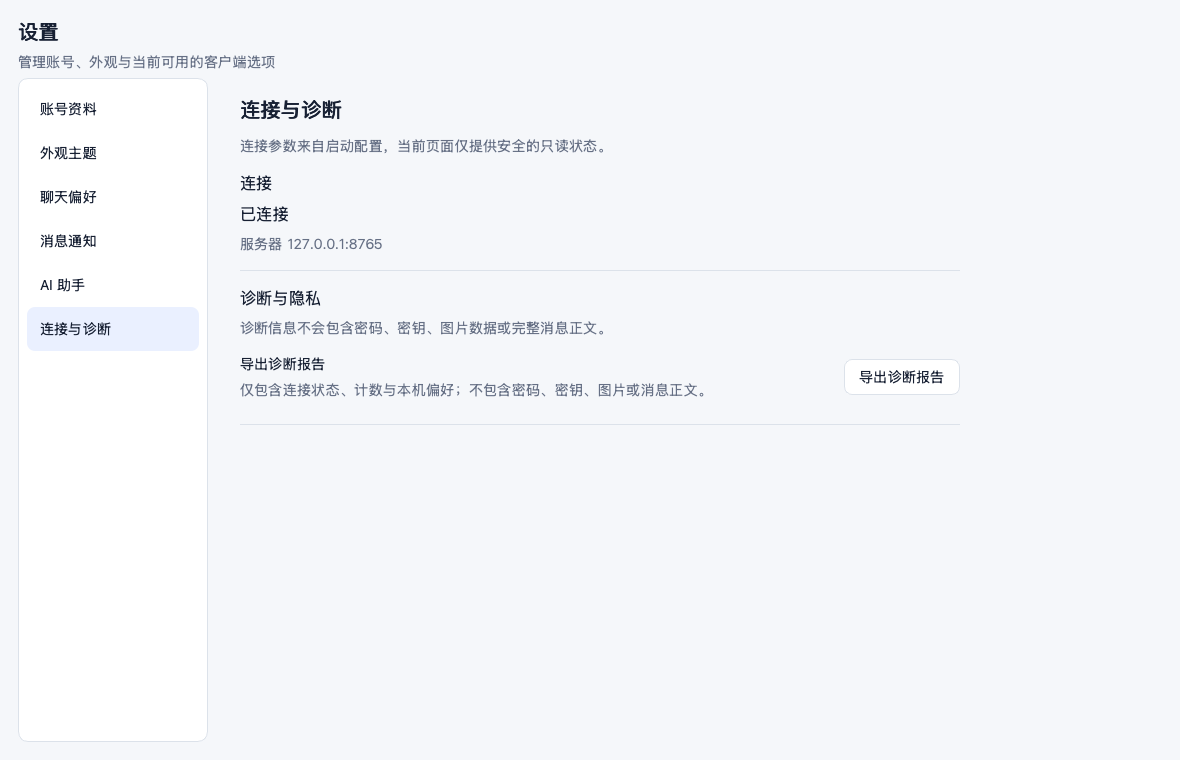 设置
管理账号、外观与当前可用的客户端选项
账号资料
外观主题
聊天偏好
消息通知
AI 助手
连接与诊断
连接与诊断
连接参数来自启动配置，当前页面仅提供安全的只读状态。
连接
已连接
服务器 127.0.0.1:8765
诊断与隐私
诊断信息不会包含密码、密钥、图片数据或完整消息正文。
导出诊断报告
仅包含连接状态、计数与本机偏好；不包含密码、密钥、图片或消息正文。
导出诊断报告